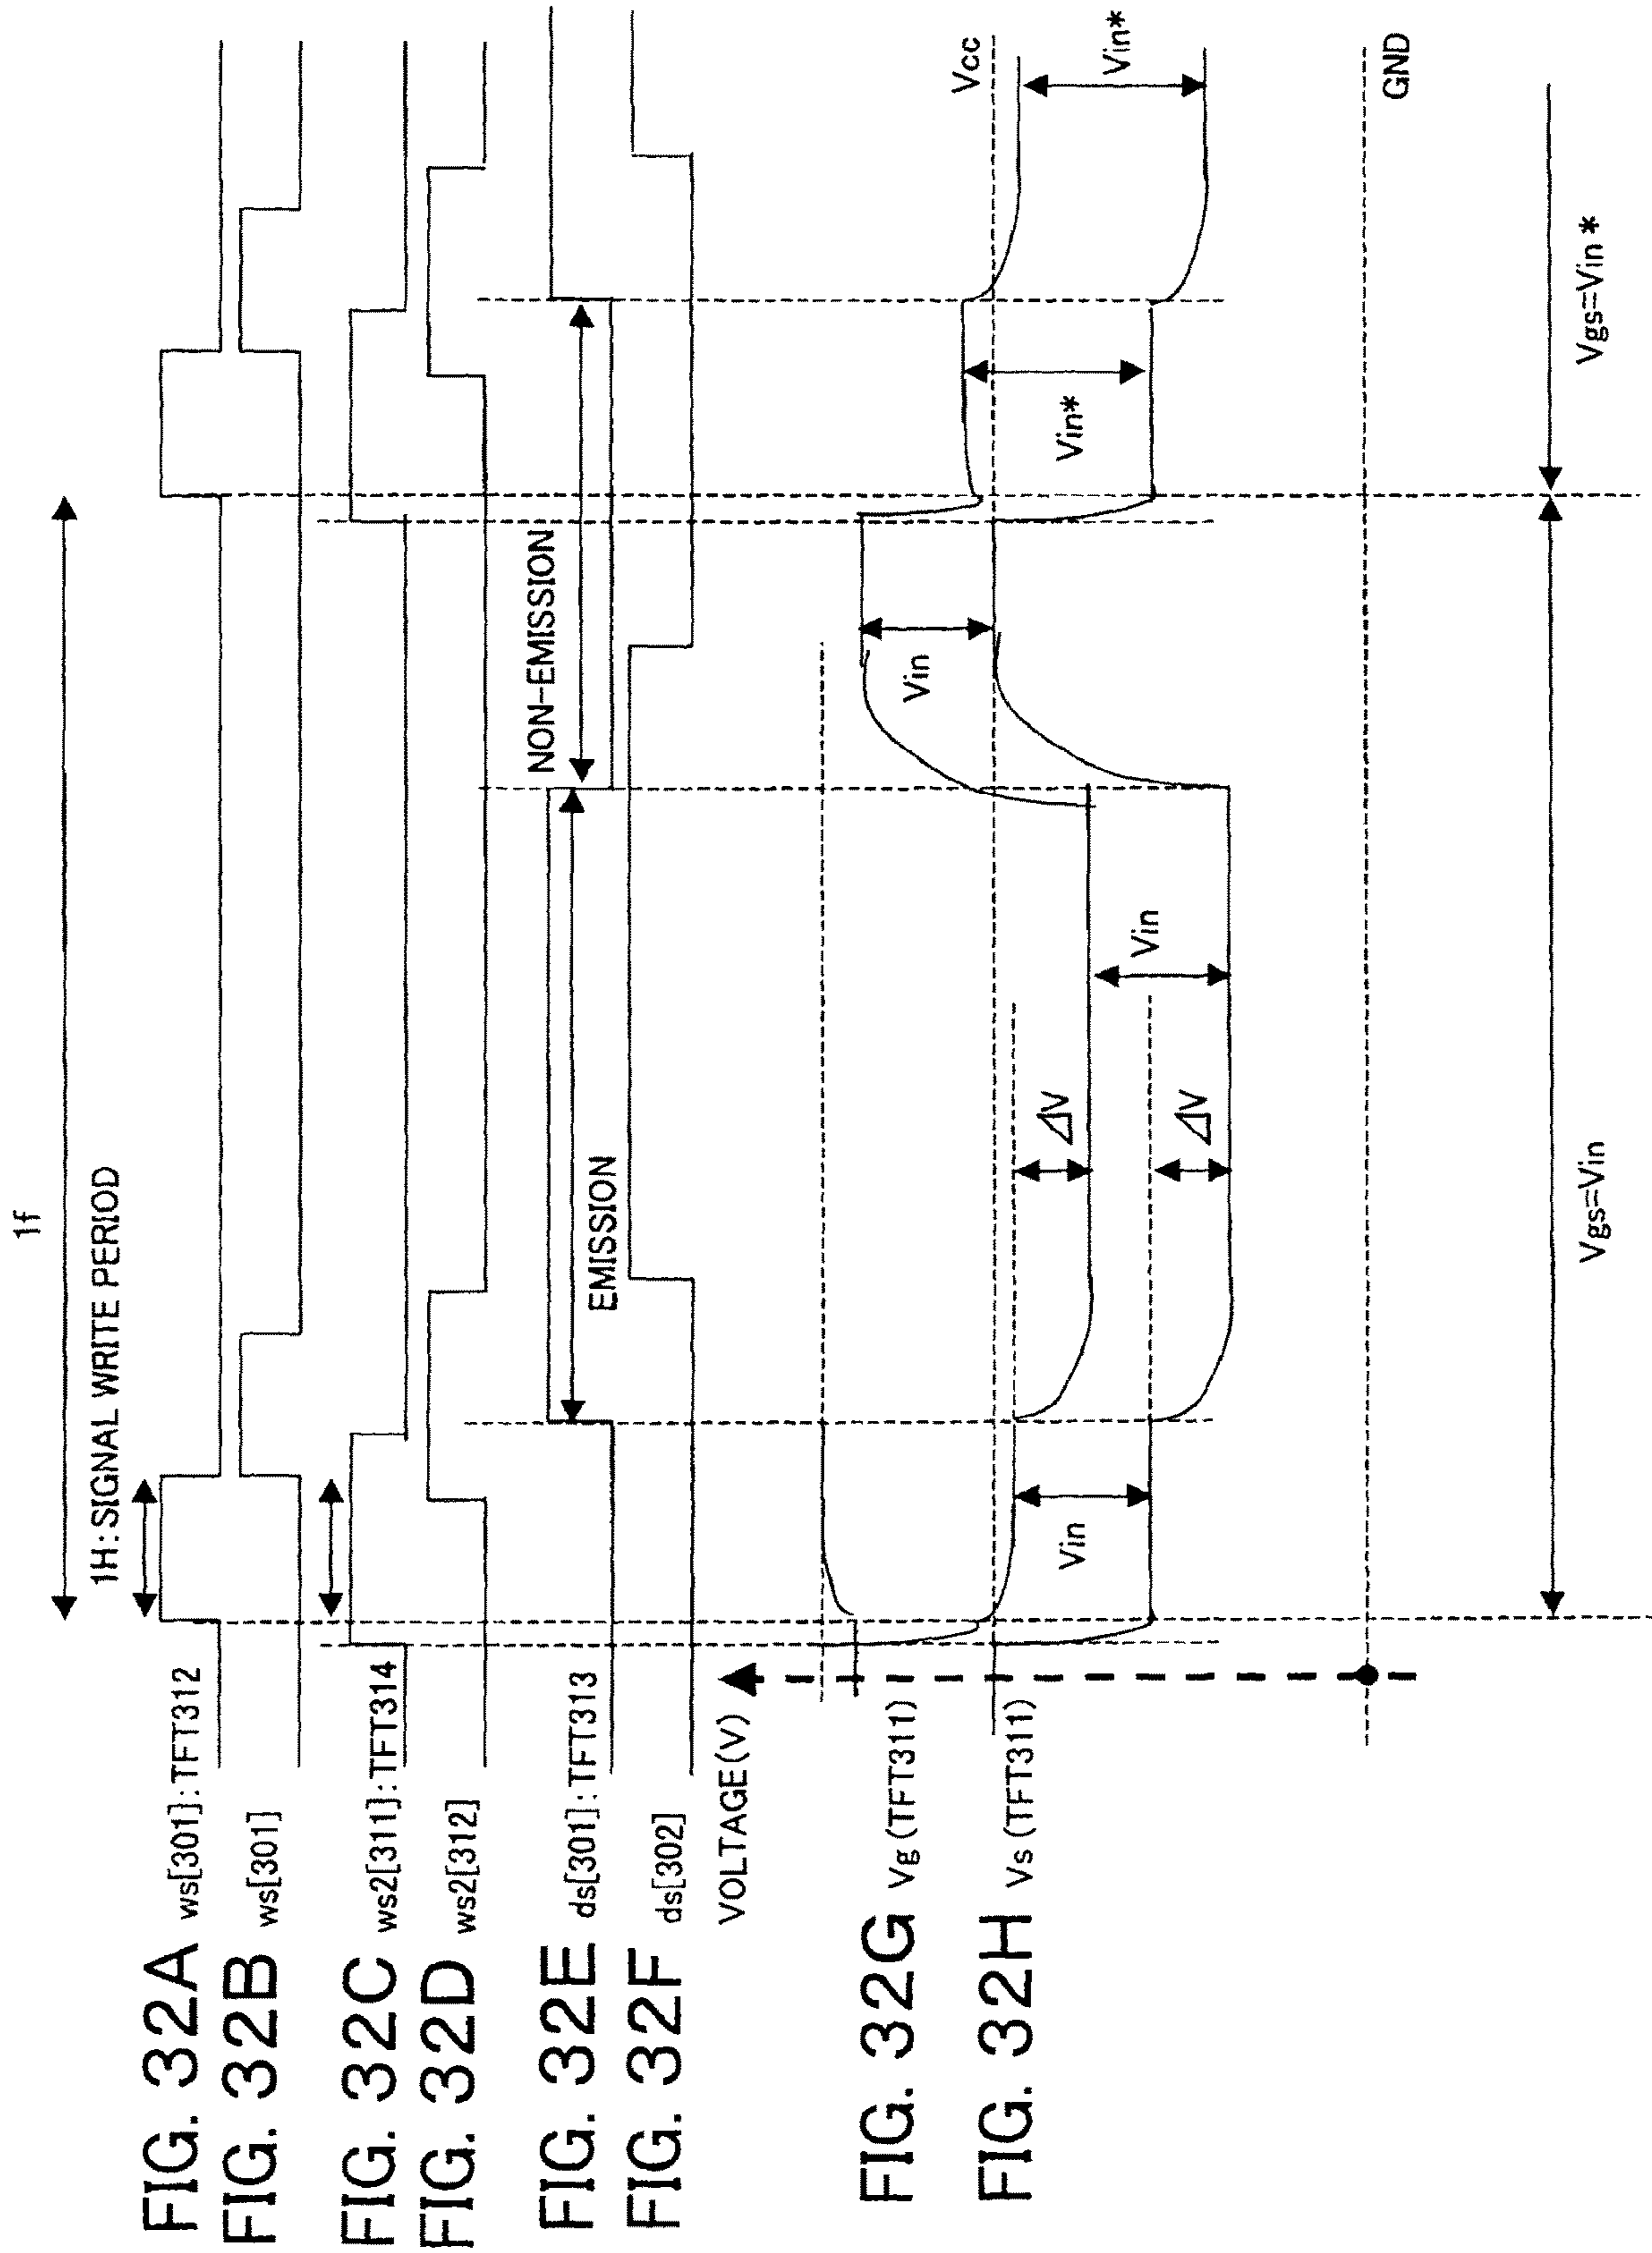 1f
1H:SIGNAL WRITE PERIOD
FIG. 32A ws[301]:TFT312
FIG. 32B ws[301]
FIG. 32C ws2[311]:TFT314
FIG. 32D ws2[312]
NON-EMISSION
EMISSION
FIG. 32E ds[301]:TFT313
FIG. 32F ds[302]
VOLTAGE(V)
FIG. 32G Vg(TFT311)
Vcc
FIG. 32H Vs(TFT311)
Vin
ΔV
ΔV
Vin
Vin
Vin*
Vin*
GND
Vgs=Vin
Vgs=Vin*